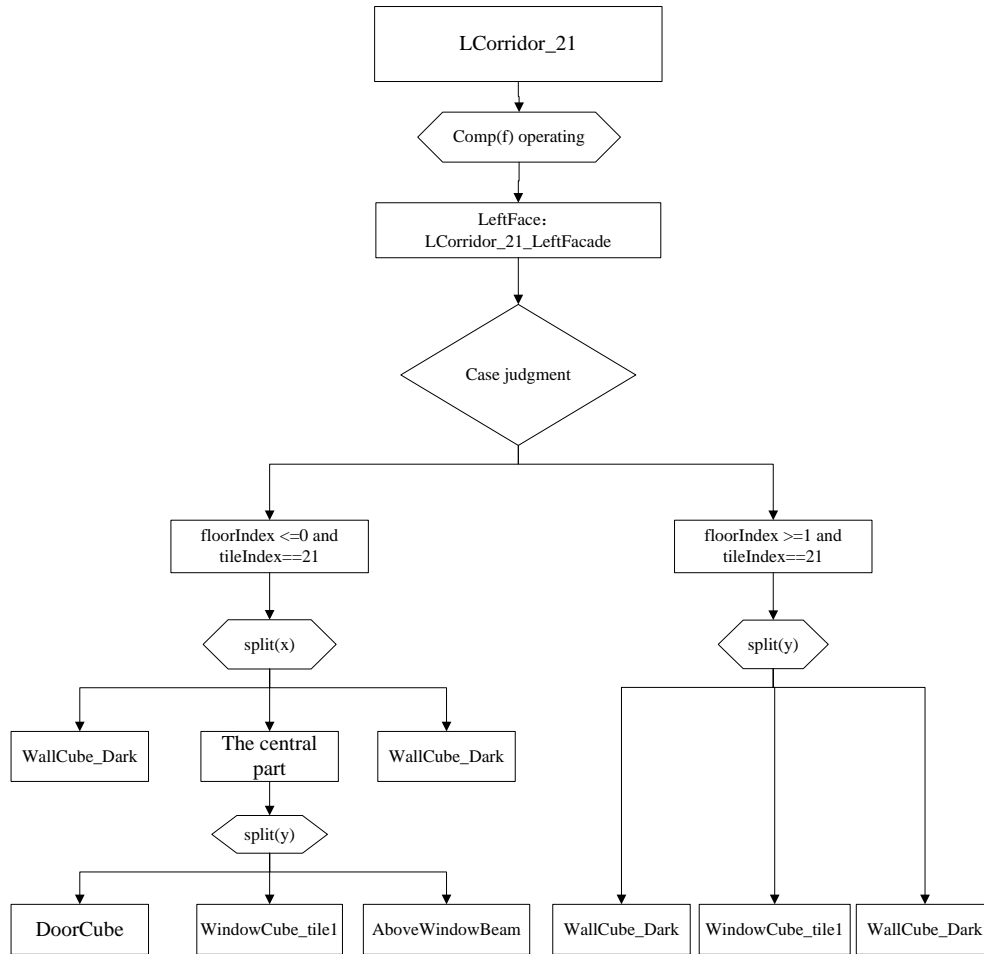 LCorridor_21
Comp(f) operating
LeftFace：
LCorridor_21_LeftFacade
Case judgment
floorIndex <=0 and
tileIndex==21
floorIndex >=1 and
tileIndex==21
split(x)
split(y)
WallCube_Dark
The central
part
WallCube_Dark
split(y)
DoorCube
WindowCube_tile1
AboveWindowBeam
WallCube_Dark
WindowCube_tile1
WallCube_Dark